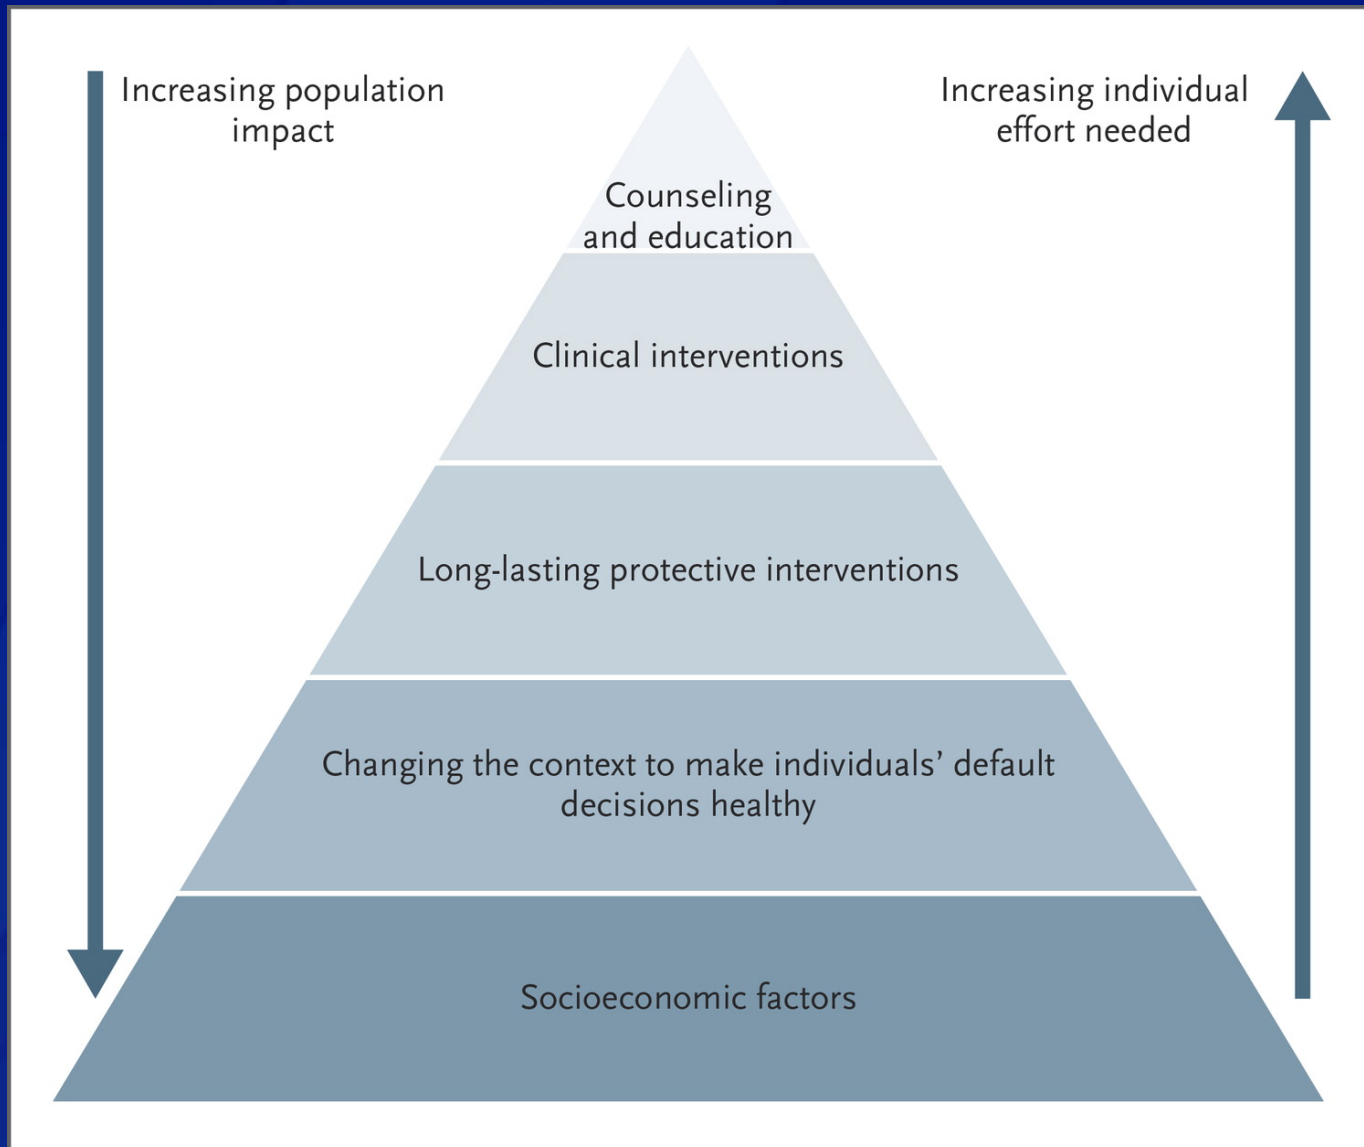 Increasing population
impact
Increasing individual
effort needed
Counseling
and education
Clinical interventions
Long-lasting protective interventions
Changing the context to make individuals’ default
decisions healthy
Socioeconomic factors